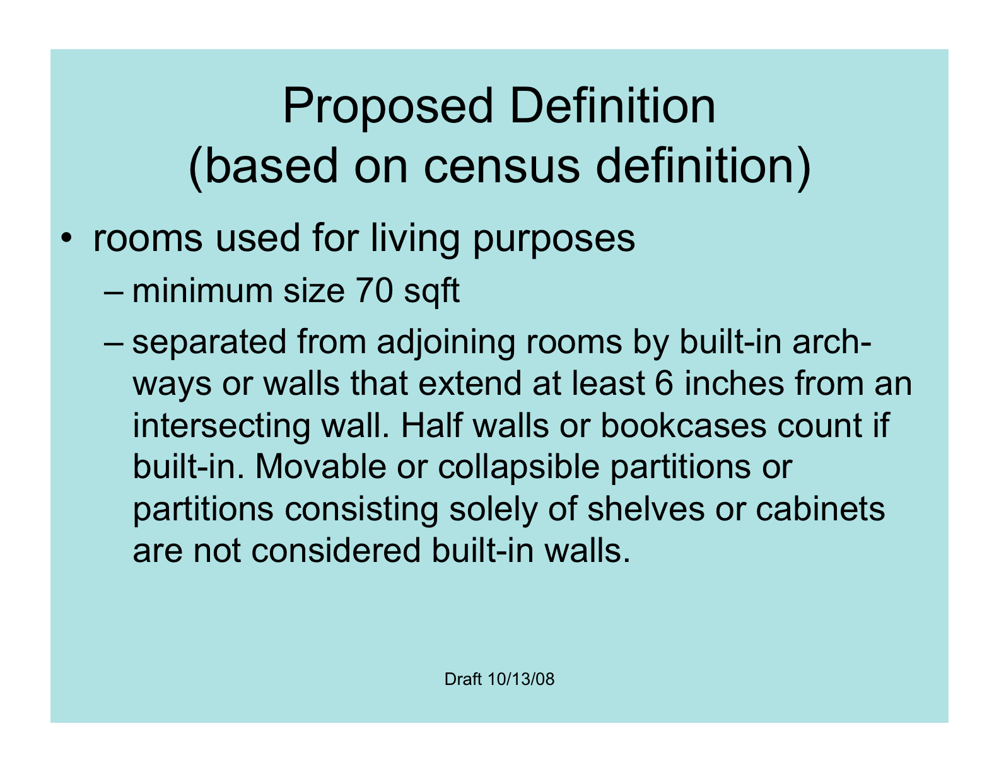 Proposed Definition
(based on census definition)
• rooms used for living purposes
– minimum size 70 sqft
– separated from adjoining rooms by built-in arch-
ways or walls that extend at least 6 inches from an
intersecting wall. Half walls or bookcases count if
built-in. Movable or collapsible partitions or
partitions consisting solely of shelves or cabinets
are not considered built-in walls.
Draft 10/13/08